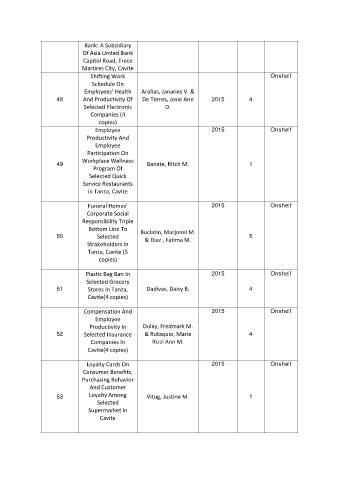 Bank: A Subsidiary
Of Asia United Bank
Capitol Road, Trece
Martires City, Cavite
48
Shifting Work
Schedule On
Employees' Health
And Productivity Of
Selected Electronic
Companies (4
copies)
Arañas, Janaries V. &
De Torres, Josie Ann
D.
2015
4
Onshelf
49
Employee
Productivity And
Employee
Participation On
Workplace Wellness
Program Of
Selected Quick
Service Restaurants
in Tanza, Cavite
Banate, Ritch M.
2015
1
Onshelf
50
Funeral Homes'
Corporate Social
Responsibility Triple
Bottom Line To
Selected
Strakeholders In
Tanza, Cavite (5
copies)
Buclatin, Marjonel M.
& Diaz , Fatima M.
2015
5
Onshelf
51
Plastic Bag Ban In
Selected Grocery
Stores In Tanza,
Cavite(4 copies)
Dadivas, Daisy B.
2015
4
Onshelf
52
Compensation And
Employee
Productivity In
Selected Insurance
Companies In
Cavite(4 copies)
Dulay, Fredmark M.
& Rutaquio, Maria
Rizzi Ann M.
2015
4
Onshelf
53
Loyalty Cards On
Consumer Benefits,
Purchasing Behavior
And Customer
Loyalty Among
Selected
Supermarket In
Cavite
Vitug, Justine M.
2015
1
Onshelf